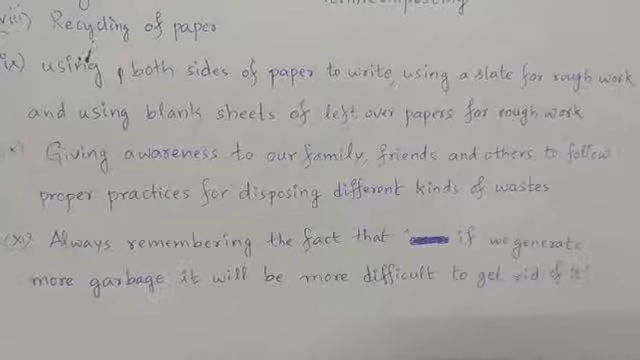 Vermicomposting
viii) Recycling of paper
ix) using both sides of paper to write, using a slate for rough work
and using blank sheets of left over papers for rough work
x) Giving awareness to our family, friends and others to follow
proper practices for disposing different kinds of wastes
(xi) Always remembering the fact that if we generate
more garbage it will be more difficult to get rid of it